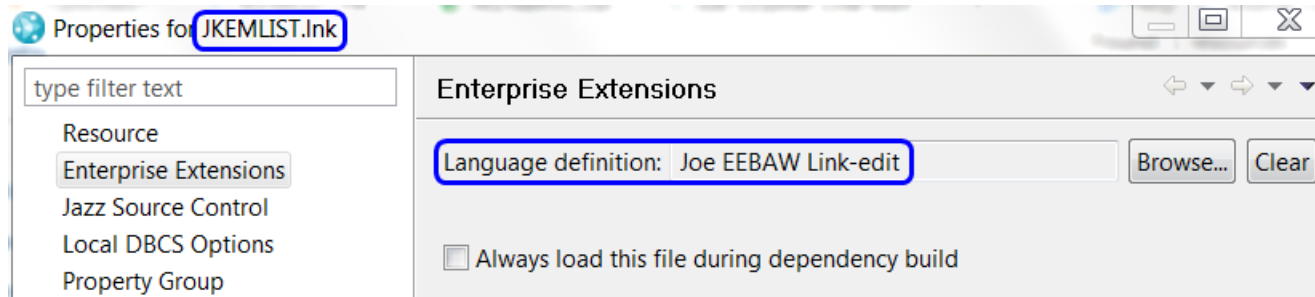 Properties for JKEMLIST.lnk
type filter text
Resource
Enterprise Extensions
Jazz Source Control
Local DBCS Options
Property Group
Enterprise Extensions
Language definition: Joe EEBAW Link-edit Browse... Clear
Always load this file during dependency build